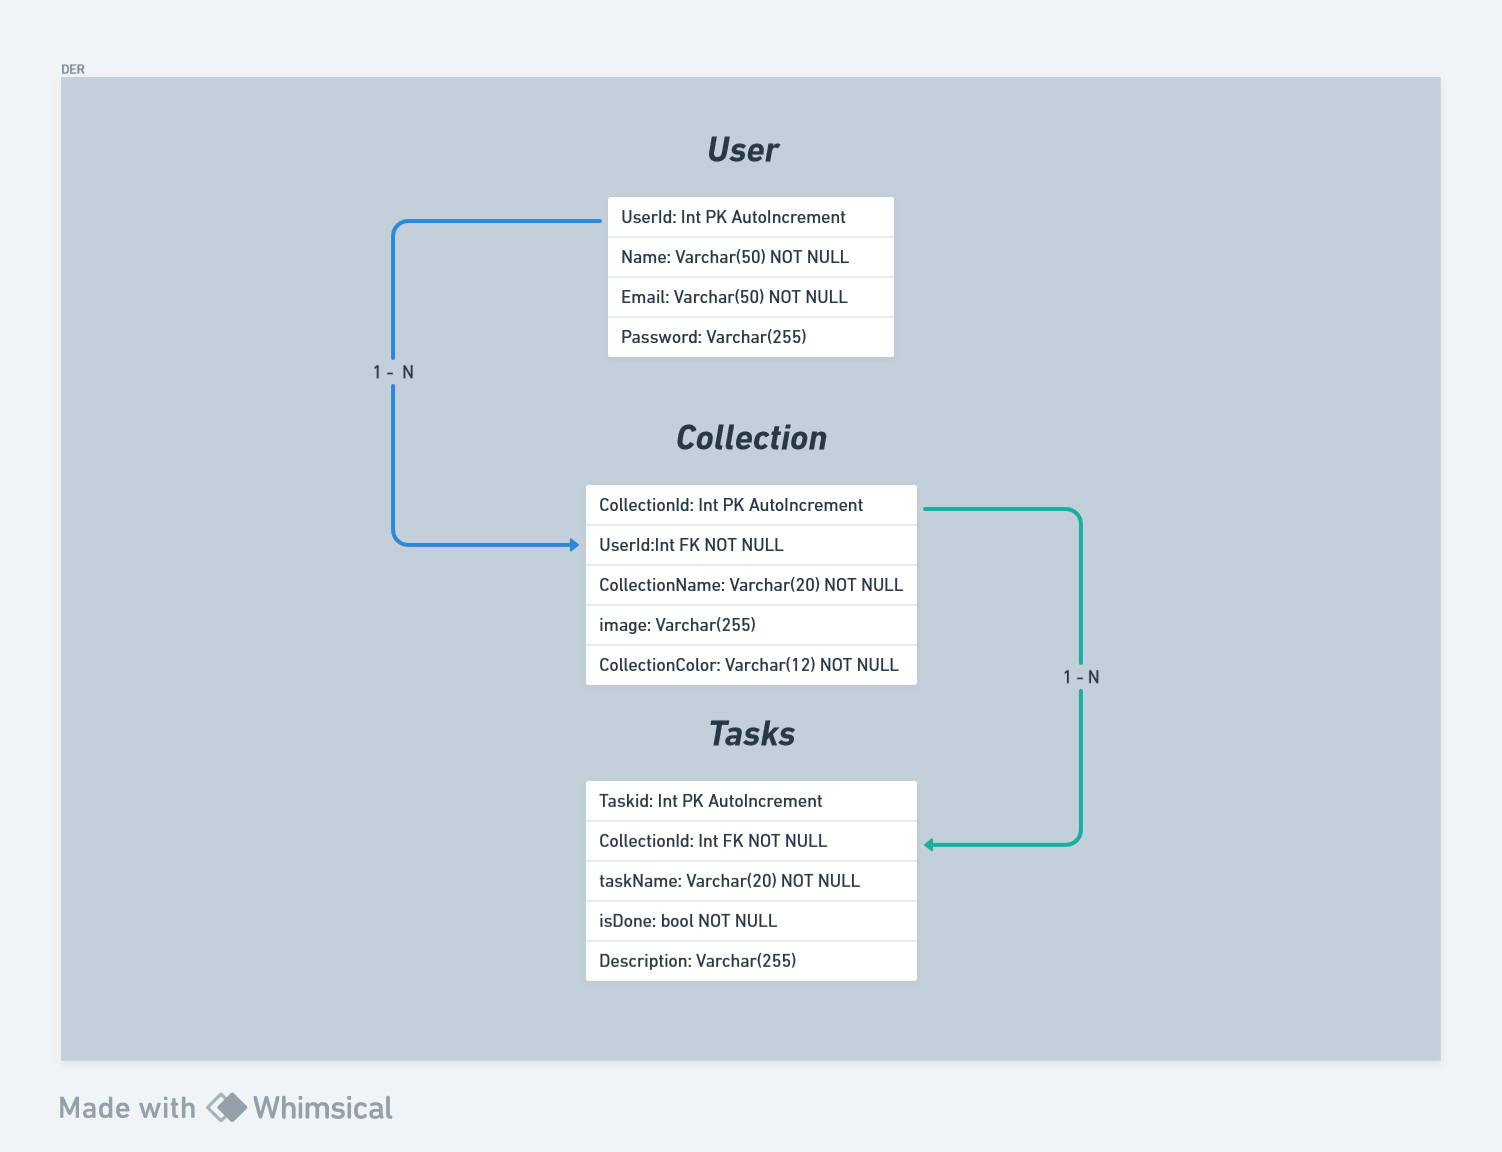 DER
User
UserId: Int PK AutoIncrement
Name: Varchar(50) NOT NULL
Email: Varchar(50) NOT NULL
Password: Varchar(255)
1 - N
Collection
CollectionId: Int PK AutoIncrement
UserId:Int FK NOT NULL
CollectionName: Varchar(20) NOT NULL
image: Varchar(255)
CollectionColor: Varchar(12) NOT NULL
1 - N
Tasks
Taskid: Int PK AutoIncrement
CollectionId: Int FK NOT NULL
taskName: Varchar(20) NOT NULL
isDone: bool NOT NULL
Description: Varchar(255)
Made with Whimsical